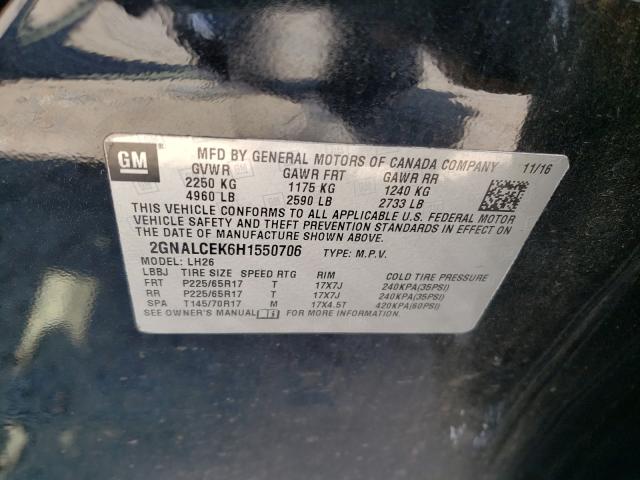 GM MFD BY GENERAL MOTORS OF CANADA COMPANY 11/16
GVWR GAWR FRT GAWR RR
2250 KG 1175 KG 1240 KG
4960 LB 2590 LB 2733 LB
THIS VEHICLE CONFORMS TO ALL APPLICABLE U.S. FEDERAL MOTOR
VEHICLE SAFETY AND THEFT PREVENTION STANDARDS IN EFFECT ON
THE DATE OF MANUFACTURE SHOWN ABOVE.
2GNALCEK6H1550706 TYPE: M.P.V.
MODEL: LH26
LBBJ TIRE SIZE SPEED RTG RIM COLD TIRE PRESSURE
FRT P225/65R17 T 17X7J 240KPA(35PSI)
RR P225/65R17 T 17X7J 240KPA(35PSI)
SPA T145/70R17 M 17X4.5T 420KPA(60PSI)
SEE OWNER'S MANUAL FOR MORE INFORMATION.